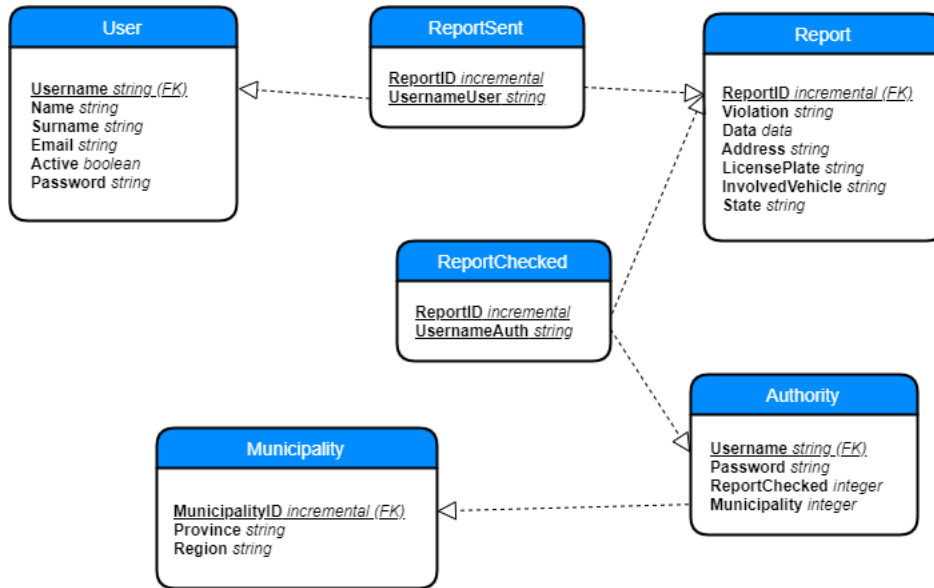 User
Username string (FK)
Name string
Surname string
Email string
Active boolean
Password string
ReportSent
ReportID incremental
UsernameUser string
Report
ReportID incremental (FK)
Violation string
Data data
Address string
LicensePlate string
InvolvedVehicle string
State string
ReportChecked
ReportID incremental
UsernameAuth string
Authority
Username string (FK)
Password string
ReportChecked integer
Municipality integer
Municipality
MunicipalityID incremental (FK)
Province string
Region string